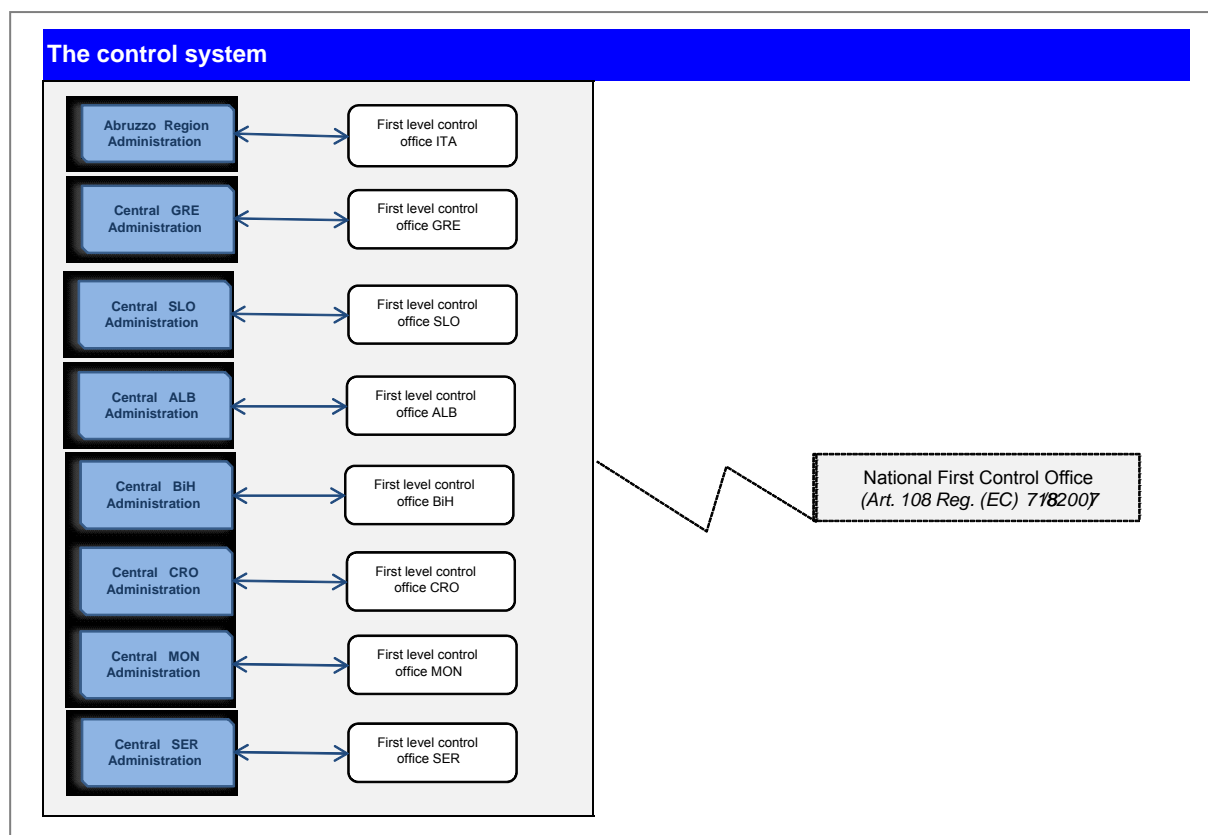 The control system
Abruzzo Region
Administration
First level control
office ITA
Central GRE
Administration
First level control
office GRE
Central SLO
Administration
First level control
office SLO
Central ALB
Administration
First level control
office ALB
National First Control Office
(Art. 108 Reg. (EC) 718/2007
Central BiH
Administration
First level control
office BiH
Central CRO
Administration
First level control
office CRO
Central MON
Administration
First level control
office MON
Central SER
Administration
First level control
office SER